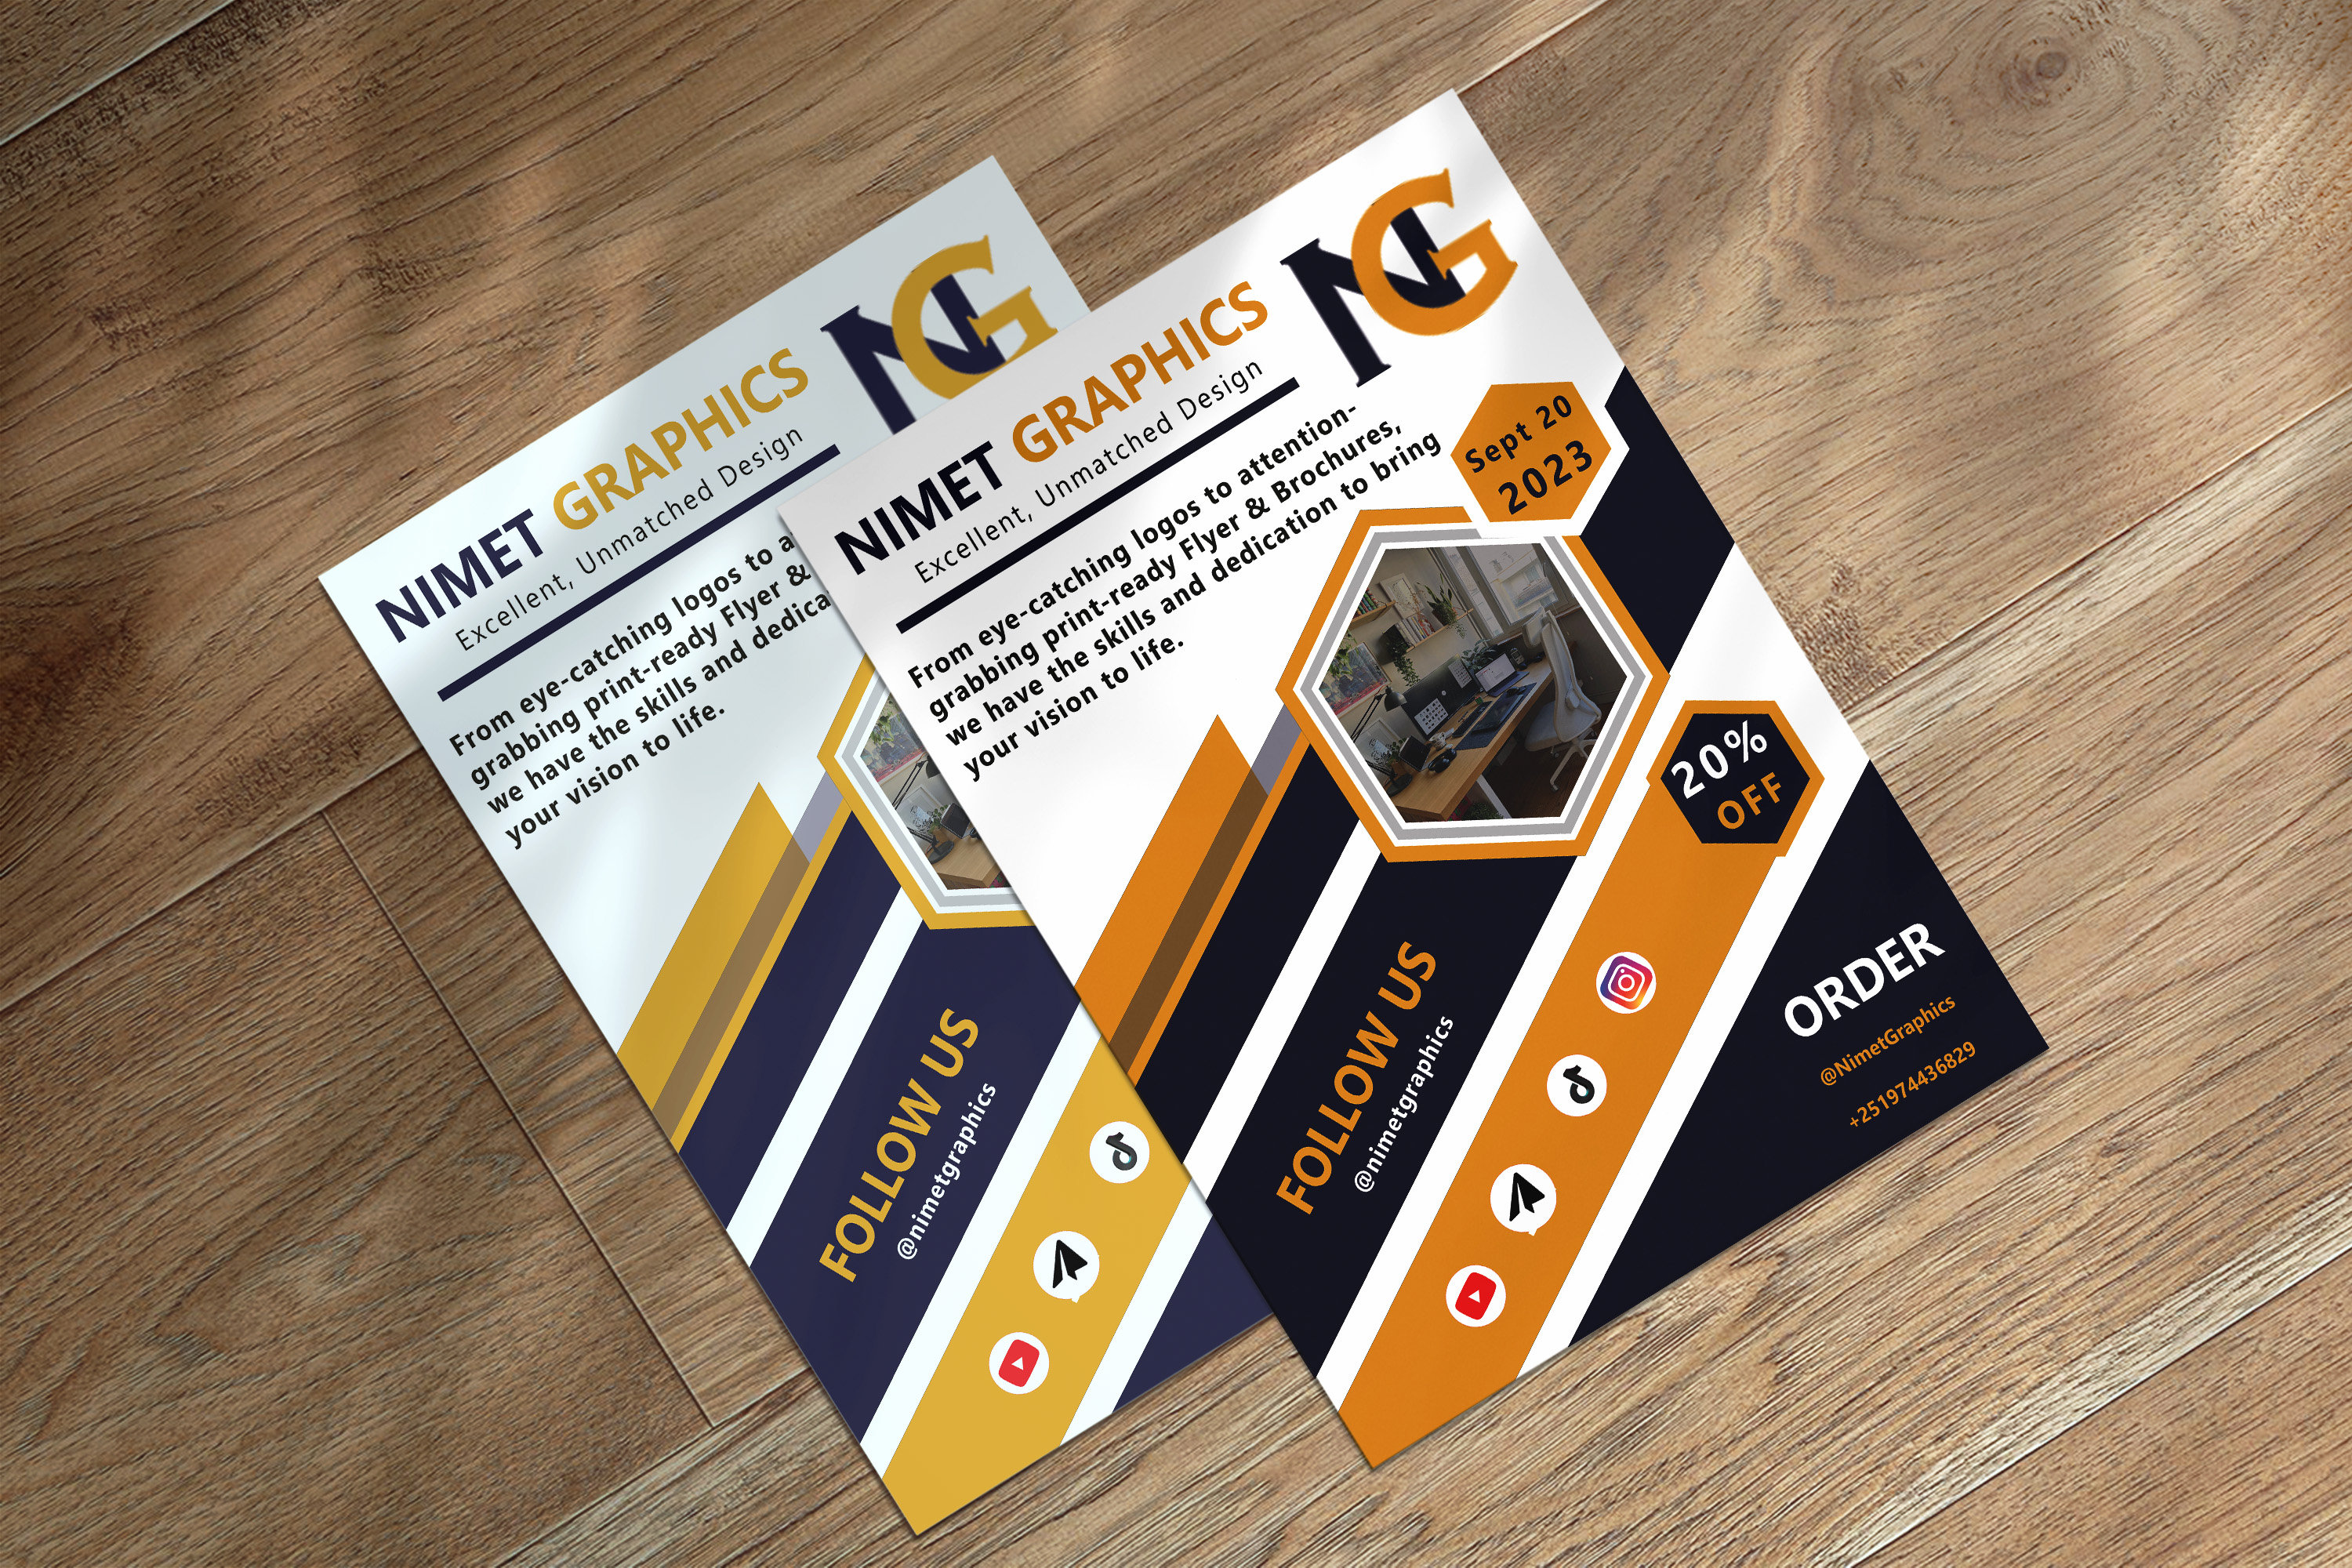 NIMET GRAPHICS
Excellent, Unmatched Design
NG
From eye-catching logos to a
grabbing print-ready Flyer &
we have the skills and dedica
your vision to life.
FOLLOW US
@nimetgraphics
NIMET GRAPHICS
Excellent, Unmatched Design
NG
From eye-catching logos to attention-
grabbing print-ready Flyer & Brochures,
we have the skills and dedication to bring
your vision to life.
Sept 20
2023
20%
OFF
FOLLOW US
@nimetgraphics
ORDER
@NimetGraphics
+251974436829